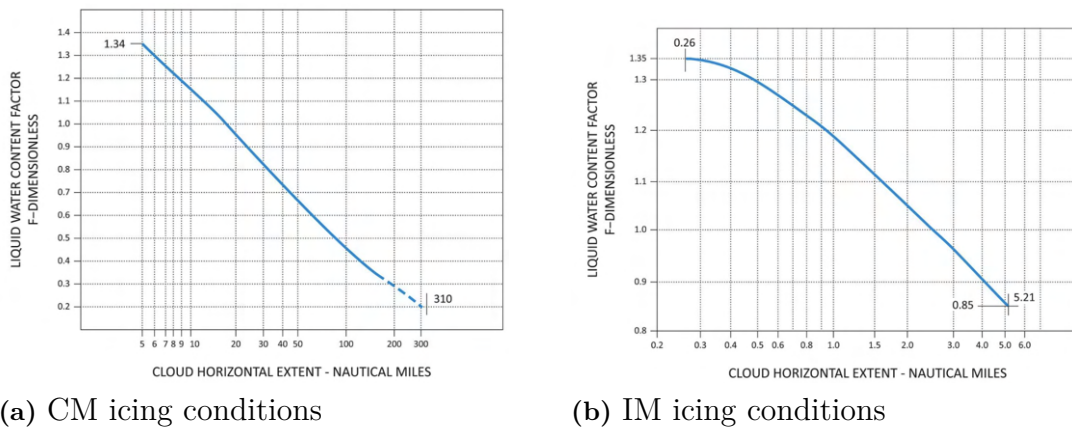 LIQUID WATER CONTENT FACTOR
F–DIMENSIONLESS
1.4
1.3
1.2
1.1
1.0
0.9
0.8
0.7
0.6
0.5
0.4
0.3
0.2
1.34
310
5 6 7 8 9 10 20 30 40 50 100 200 300
CLOUD HORIZONTAL EXTENT - NAUTICAL MILES
(a) CM icing conditions
LIQUID WATER CONTENT FACTOR
F–DIMENSIONLESS
0.26
1.35
1.3
1.2
1.1
1.0
0.9
0.8
0.85
5.21
0.2 0.3 0.4 0.5 0.6 0.8 1.0 1.5 2.0 3.0 4.0 5.0 6.0
CLOUD HORIZONTAL EXTENT - NAUTICAL MILES
(b) IM icing conditions